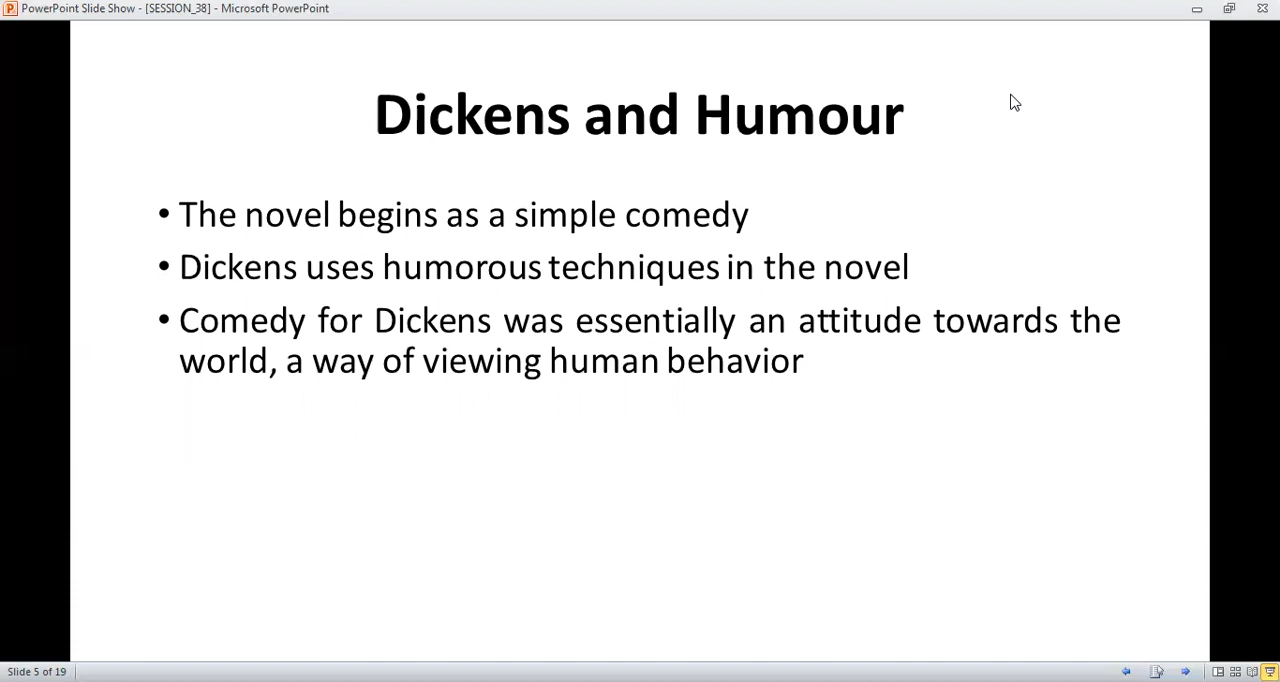 PowerPoint Slide Show - [SESSION_38] - Microsoft PowerPoint
Dickens and Humour
• The novel begins as a simple comedy
• Dickens uses humorous techniques in the novel
• Comedy for Dickens was essentially an attitude towards the
world, a way of viewing human behavior
Slide 5 of 19